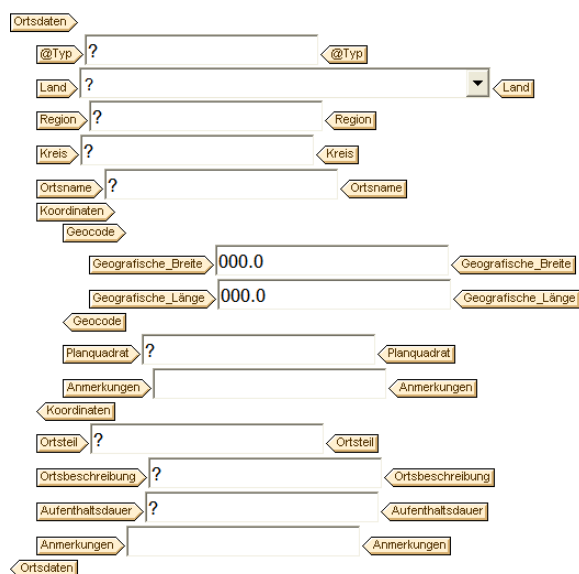 Ortsdaten
@Typ ? @Typ
Land ? Land
Region ? Region
Kreis ? Kreis
Ortsname ? Ortsname
Koordinaten
Geocode
Geografische_Breite 000.0 Geografische_Breite
Geografische_Länge 000.0 Geografische_Länge
Geocode
Planquadrat ? Planquadrat
Anmerkungen Anmerkungen
Koordinaten
Ortsteil ? Ortsteil
Ortsbeschreibung ? Ortsbeschreibung
Aufenthaltsdauer ? Aufenthaltsdauer
Anmerkungen Anmerkungen
Ortsdaten